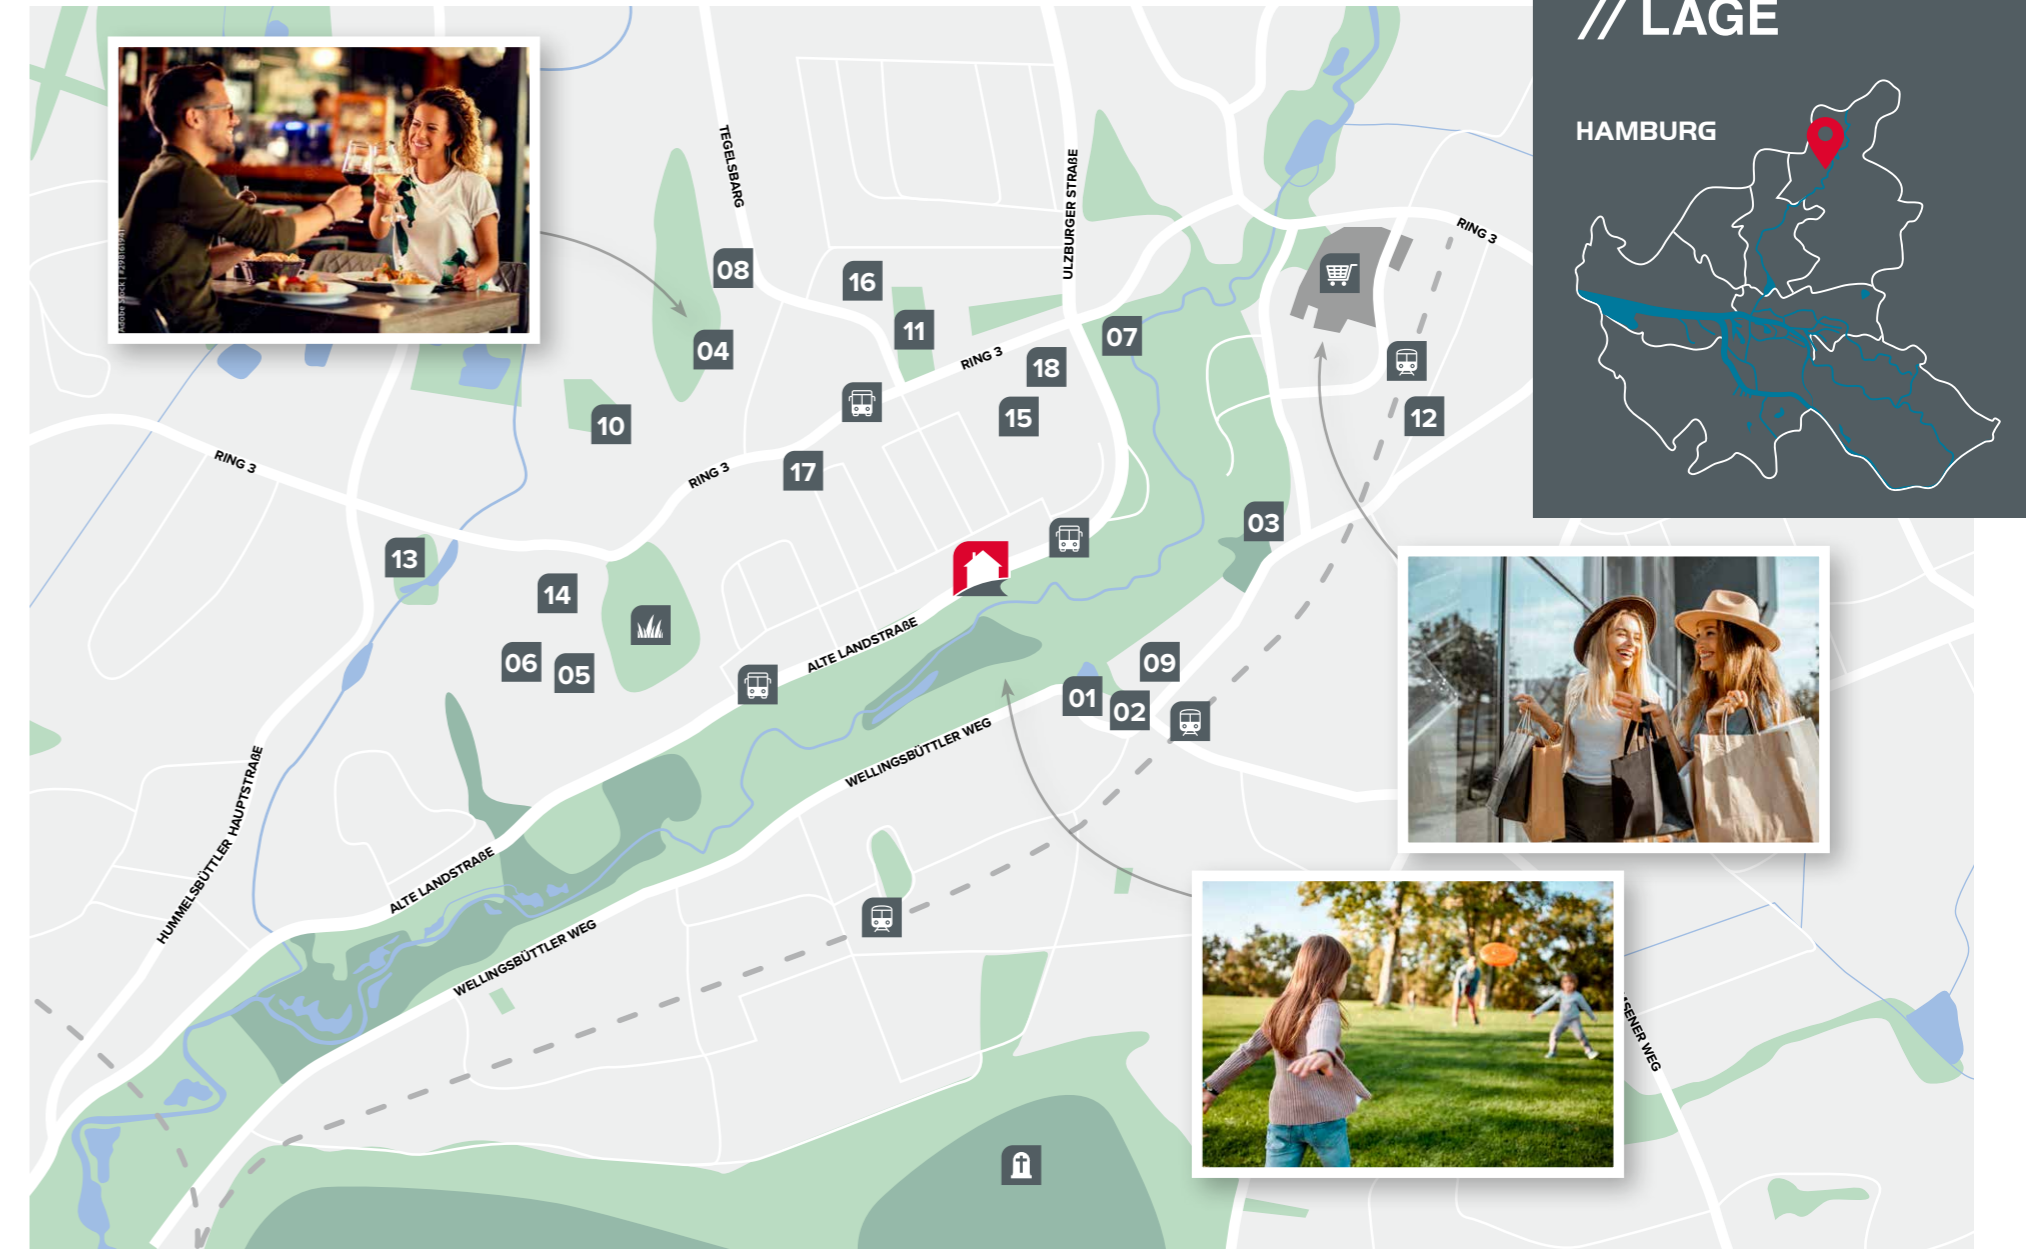 // LAGE
HAMBURG
TEGELSBARG
ULZBURGER STRAßE
RING 3
08
16
11
04
RING 3
07
18
10
15
12
RING 3
RING 3
17
03
13
14
ALTE LANDSTRAßE
06
05
09
01
02
WELLINGSBÜTTLER WEG
HUMMELSBÜTTLER HAUPTSTRAßE
ALTE LANDSTRAßE
WELLINGSBÜTTLER WEG
SENER WEG